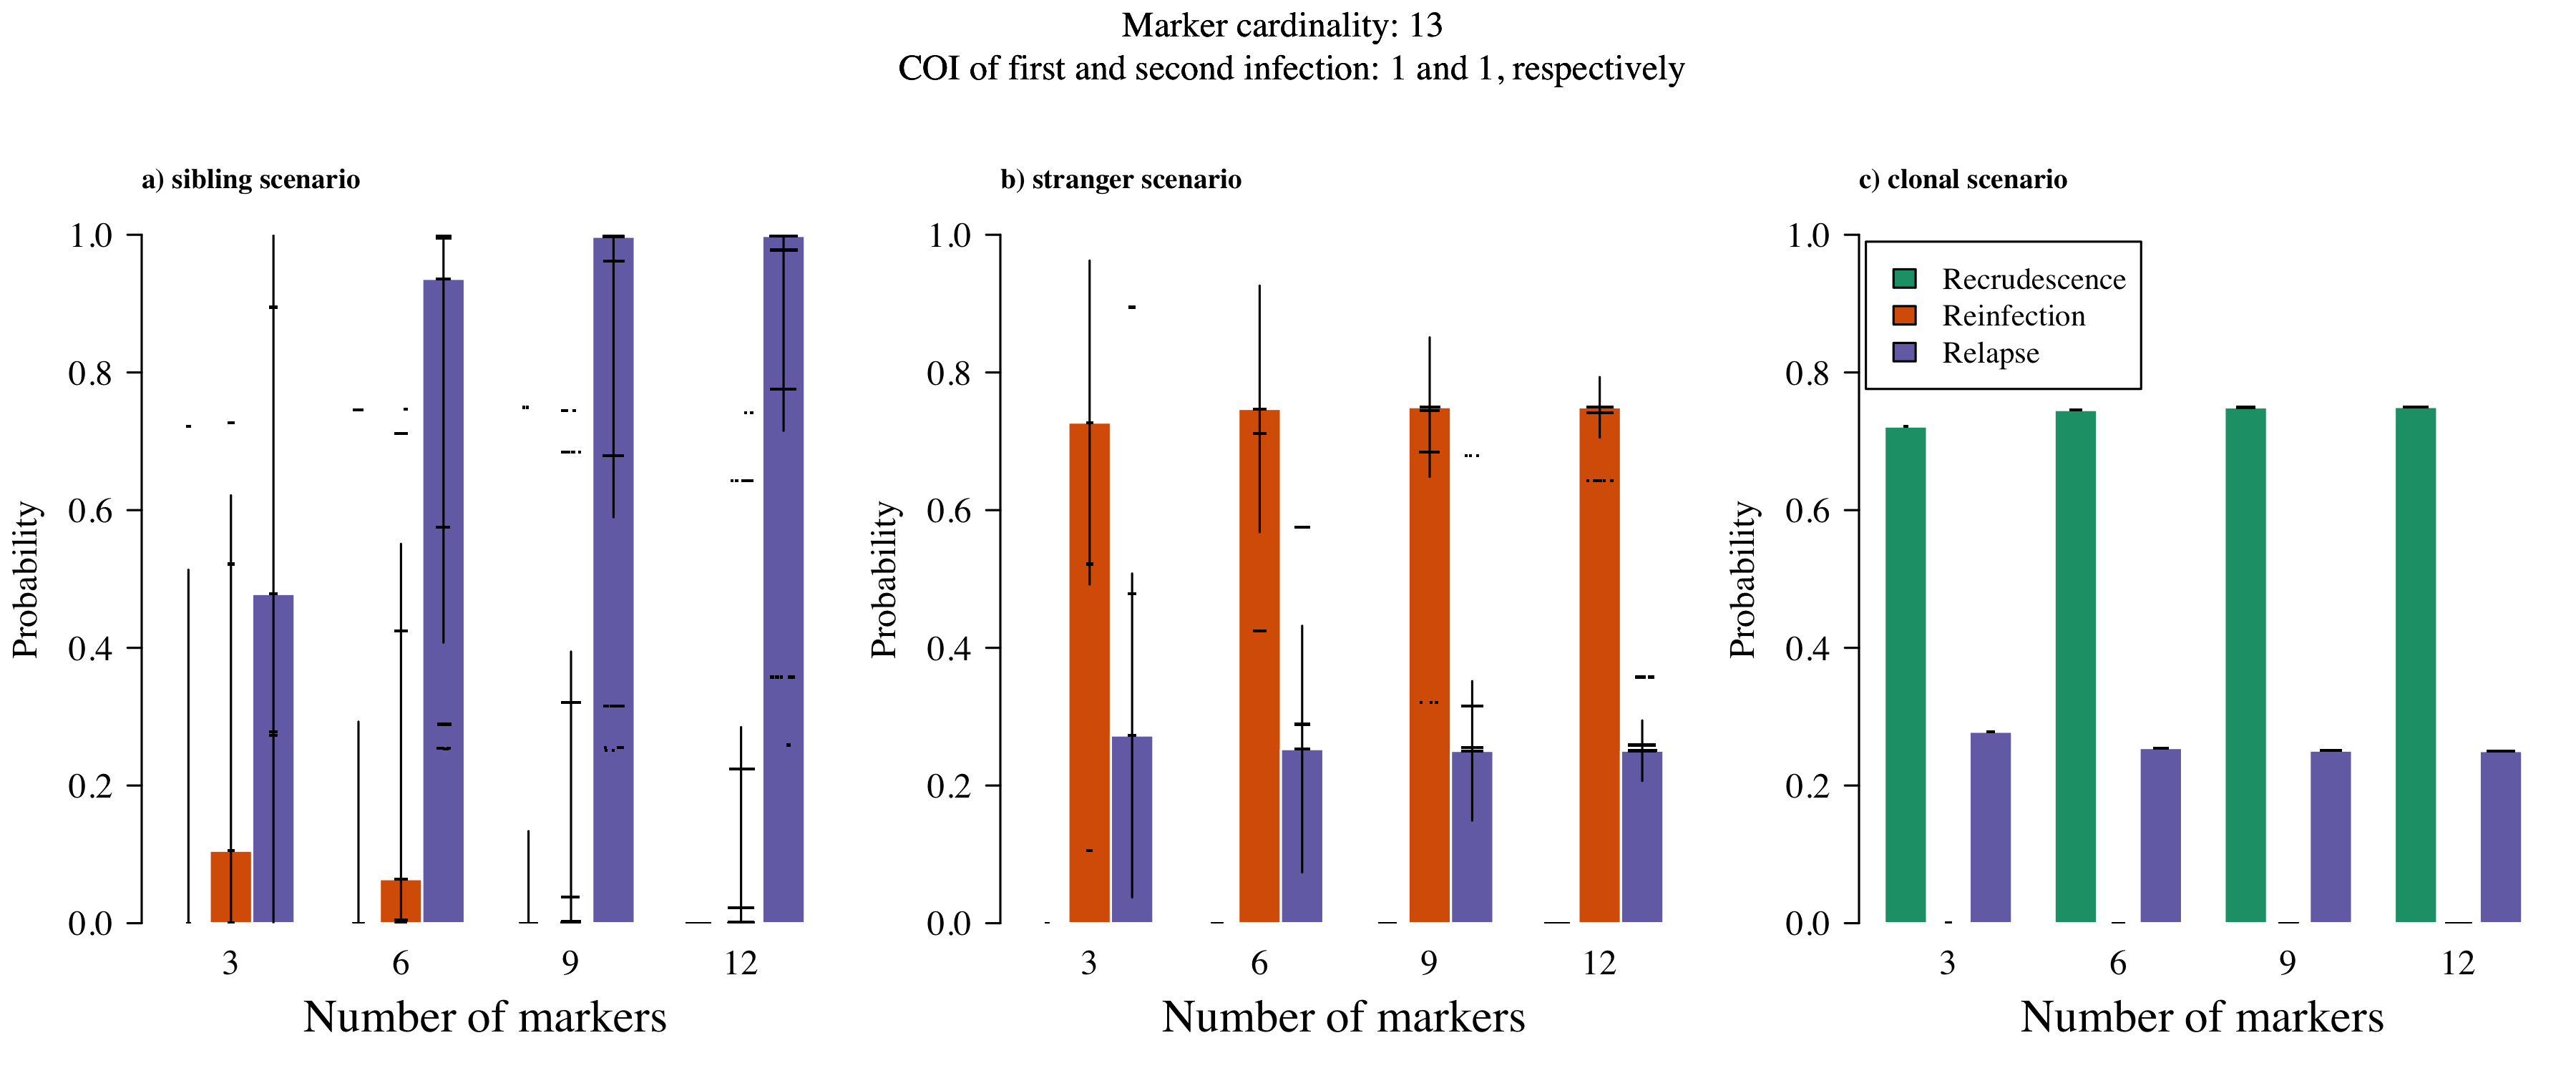 Marker cardinality: 13
COI of first and second infection: 1 and 1, respectively
a) sibling scenario
1.0
0.8
0.6
0.4
0.2
0.0
Probability
3 6 9 12
Number of markers
b) stranger scenario
1.0
0.8
0.6
0.4
0.2
0.0
Probability
3 6 9 12
Number of markers
c) clonal scenario
1.0
0.8
0.6
0.4
0.2
0.0
Probability
Recrudescence
Reinfection
Relapse
3 6 9 12
Number of markers